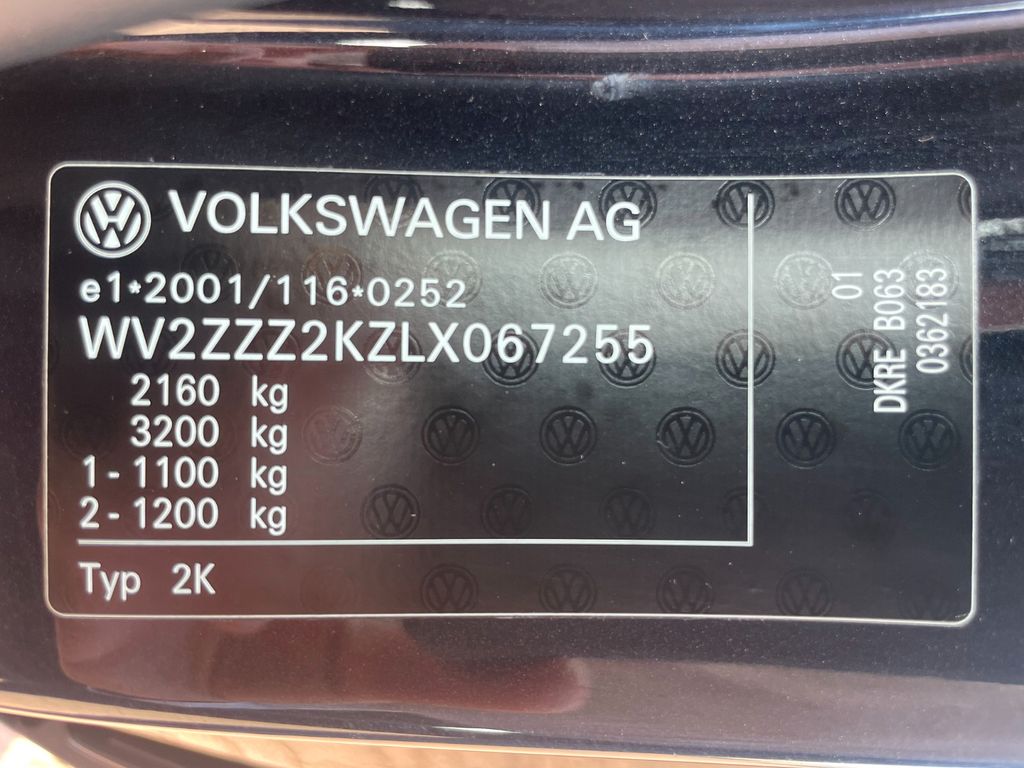 VOLKSWAGEN AG
e1*2001/116*0252
WV2ZZZ2KZLX067255
2160 kg
3200 kg
1 - 1100 kg
2 - 1200 kg
Typ 2K
01
DKRE B063
0362183